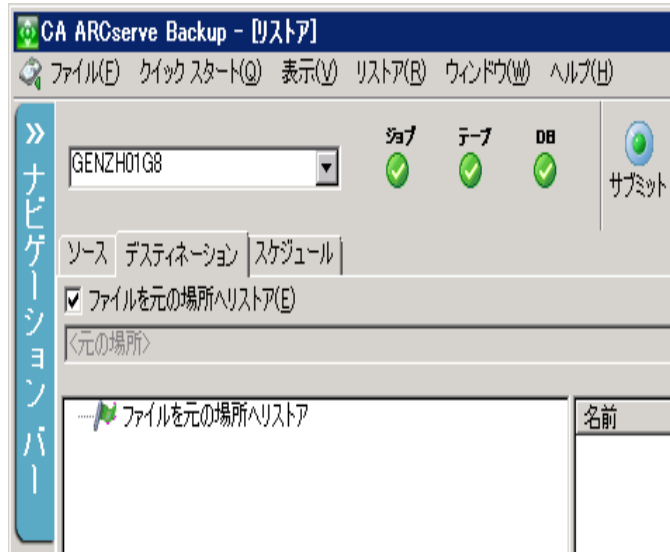 CA ARCserve Backup - [リストア]
ファイル(F) クイック スタート(Q) 表示(V) リストア(R) ウィンドウ(W) ヘルプ(H)
» ナビゲーション バー
ジョブ テープ DB
GENZH01G8
サブミット
ソース デスティネーション スケジュール
ファイルを元の場所へリストア(E)
<元の場所>
ファイルを元の場所へリストア
名前